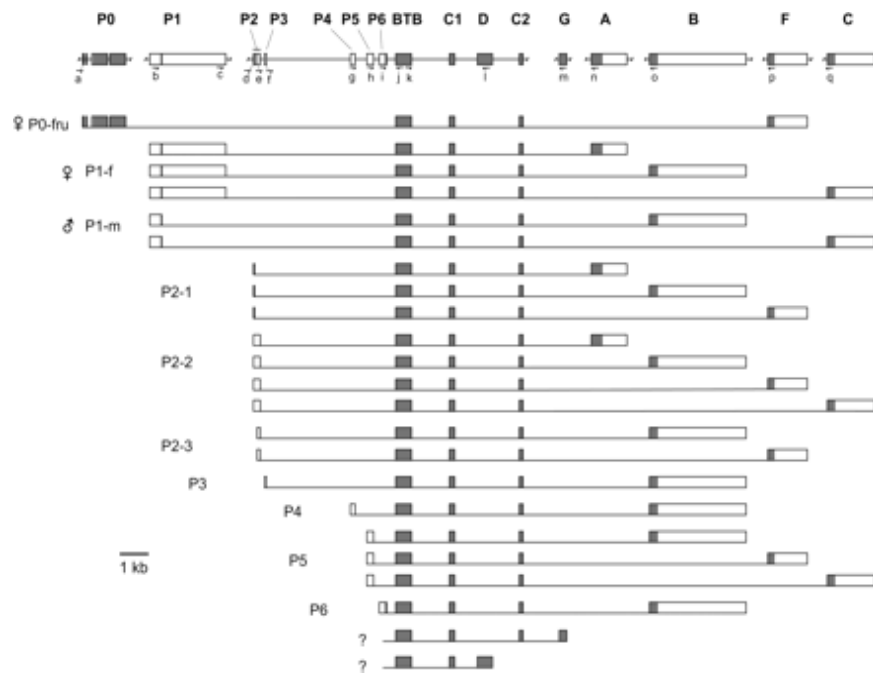 P0 P1 P2 P3 P4 P5 P6 BTB C1 D C2 G A B F C
a b c d e f g h i j k l m n o p q
♀ P0-fru
♀ P1-f
♂ P1-m
P2-1
P2-2
P2-3
P3
P4
P5
1 kb
P6
?
?